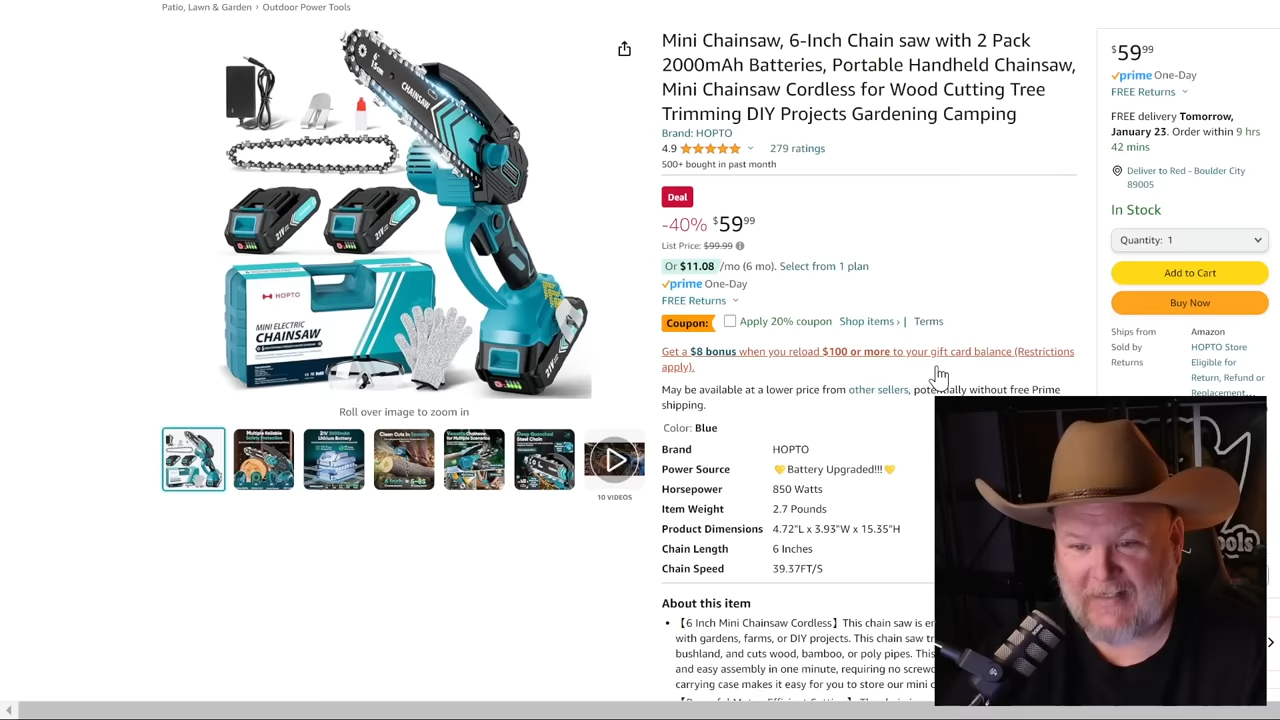 Patio, Lawn & Garden › Outdoor Power Tools
Mini Chainsaw, 6-Inch Chain saw with 2 Pack
2000mAh Batteries, Portable Handheld Chainsaw,
Mini Chainsaw Cordless for Wood Cutting Tree
Trimming DIY Projects Gardening Camping
Brand: HOPTO
4.9 279 ratings
500+ bought in past month
Deal
-40% $59.99
List Price: $99.99
Or $11.08 /mo (6 mo). Select from 1 plan
prime One-Day
FREE Returns
Coupon: Apply 20% coupon Shop items › | Terms
Get a $8 bonus when you reload $100 or more to your gift card balance (Restrictions
apply).
May be available at a lower price from other sellers, potentially without free Prime
shipping.
Color: Blue
Brand HOPTO
Power Source 💛Battery Upgraded!!!💛
Horsepower 850 Watts
Item Weight 2.7 Pounds
Product Dimensions 4.72"L x 3.93"W x 15.35"H
Chain Length 6 Inches
Chain Speed 39.37FT/S
About this item
• 【6 Inch Mini Chainsaw Cordless】This chain saw is er
with gardens, farms, or DIY projects. This chain saw tr
bushland, and cuts wood, bamboo, or poly pipes. This
and easy assembly in one minute, requiring no screwd
carrying case makes it easy for you to store our mini c
$59.99
prime One-Day
FREE Returns
FREE delivery Tomorrow,
January 23. Order within 9 hrs
42 mins
Deliver to Red - Boulder City
89005
In Stock
Quantity: 1
Add to Cart
Buy Now
Ships from Amazon
Sold by HOPTO Store
Returns Eligible for
Return, Refund or
Replacement...
CHAINSAW
21V
21V
HOPTO
MINI ELECTRIC
CHAINSAW
Roll over image to zoom in
10 VIDEOS
ools